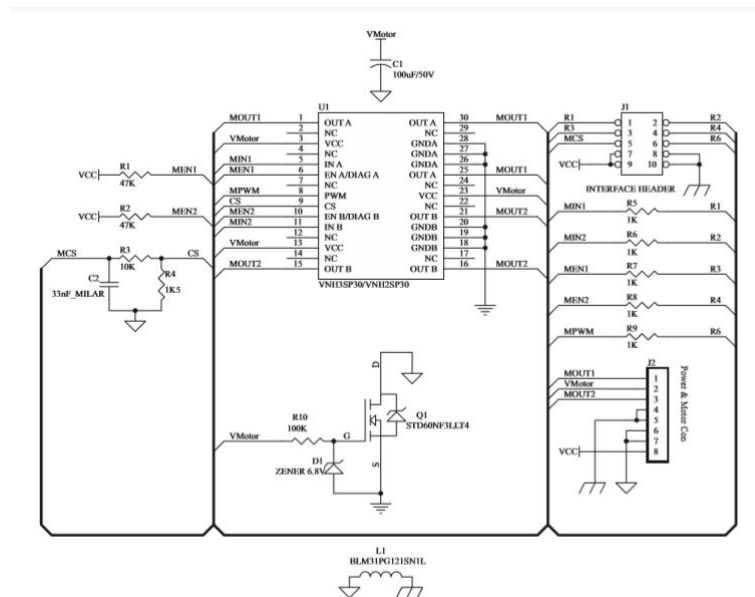 VMotor
C1
100uF/50V
U1
MOUT1 1 OUT A OUT A 30 MOUT1
2 NC NC 29
VMotor 3 VCC GNDA 28
4 NC GNDA 27
MIN1 5 IN A GNDA 26
MEN1 6 EN A/DIAG A OUT A 25 MOUT1
7 NC NC 24
MPWM 8 PWM VCC 23 VMotor
CS 9 CS NC 22
MEN2 10 EN B/DIAG B OUT B 21 MOUT2
MIN2 11 IN B GNDB 20
12 NC GNDB 19
VMotor 13 VCC GNDB 18
14 NC NC 17
MOUT2 15 OUT B OUT B 16 MOUT2
VNH3SP30/VNH2SP30
VCC R1 MEN1
47K
VCC R2 MEN2
47K
MCS R3 CS
10K
C2 R4
33nF_MILAR 1K5
J1
R1 1 2 R2
R3 3 4 R4
MCS 5 6 R6
7 8
VCC 9 10
INTERFACE HEADER
MIN1 R5 R1
1K
MIN2 R6 R2
1K
MEN1 R7 R3
1K
MEN2 R8 R4
1K
MPWM R9 R6
1K
J2
MOUT1 1
VMotor 2
MOUT2 3
4
5
6
7
VCC 8
Power & Motor Con
D
Q1
STD60NF3LLT4
R10
100K
VMotor G
D1
ZENER 6.8V
S
L1
BLM31PG121SN1L